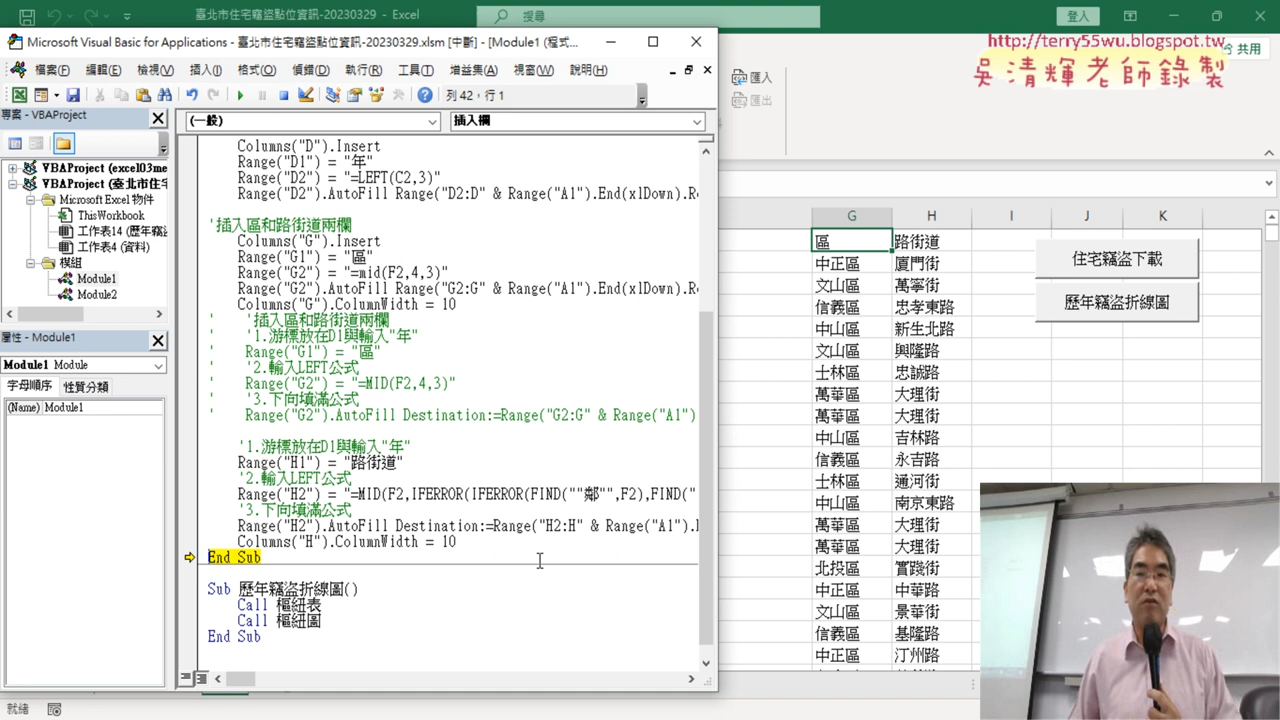 臺北市住宅竊盜點位資訊-20230329 - Excel
搜尋
登入
Microsoft Visual Basic for Applications - 臺北市住宅竊盜點位資訊-20230329.xlsm [中斷] - [Module1 (程式...
http://terry55wu.blogspot.tw
共用
吳清輝老師錄製
檔案(F) 編輯(E) 檢視(V) 插入(I) 格式(O) 偵錯(D) 執行(R) 工具(T) 增益集(A) 視窗(W) 說明(H)
匯入
匯出
列 42，行 1
專案 - VBAProject
(一般)
插入欄
VBAProject (excel03me
VBAProject (臺北市住宅
Microsoft Excel 物件
ThisWorkbook
工作表14 (歷年竊盜
工作表4 (資料)
模組
Module1
Module2
屬性 - Module1
Module1 Module
字母順序 性質分類
(Name) Module1
Columns("D").Insert
Range("D1") = "年"
Range("D2") = "=LEFT(C2,3)"
Range("D2").AutoFill Range("D2:D" & Range("A1").End(xlDown).R
'插入區和路街道兩欄
Columns("G").Insert
Range("G1") = "區"
Range("G2") = "=mid(F2,4,3)"
Range("G2").AutoFill Range("G2:G" & Range("A1").End(xlDown).R
Columns("G").ColumnWidth = 10
' '插入區和路街道兩欄
' '1.游標放在D1與輸入"年"
' Range("G1") = "區"
' '2.輸入LEFT公式
' Range("G2") = "=MID(F2,4,3)"
' '3.下向填滿公式
' Range("G2").AutoFill Destination:=Range("G2:G" & Range("A1")
'1.游標放在D1與輸入"年"
Range("H1") = "路街道"
'2.輸入LEFT公式
Range("H2") = "=MID(F2,IFERROR(IFERROR(FIND(""鄰"",F2),FIND("
'3.下向填滿公式
Range("H2").AutoFill Destination:=Range("H2:H" & Range("A1").
Columns("H").ColumnWidth = 10
End Sub
Sub 歷年竊盜折線圖()
Call 樞紐表
Call 樞紐圖
End Sub
G H I J K
區 路街道
中正區 廈門街
文山區 萬寧街
信義區 忠孝東路
中山區 新生北路
文山區 興隆路
士林區 忠誠路
萬華區 大理街
萬華區 大理街
中山區 吉林路
信義區 永吉路
士林區 通河街
中山區 南京東路
萬華區 大理街
萬華區 大理街
北投區 實踐街
中正區 中華路
文山區 景華街
信義區 基隆路
中正區 汀州路
住宅竊盜下載
歷年竊盜折線圖
就緒